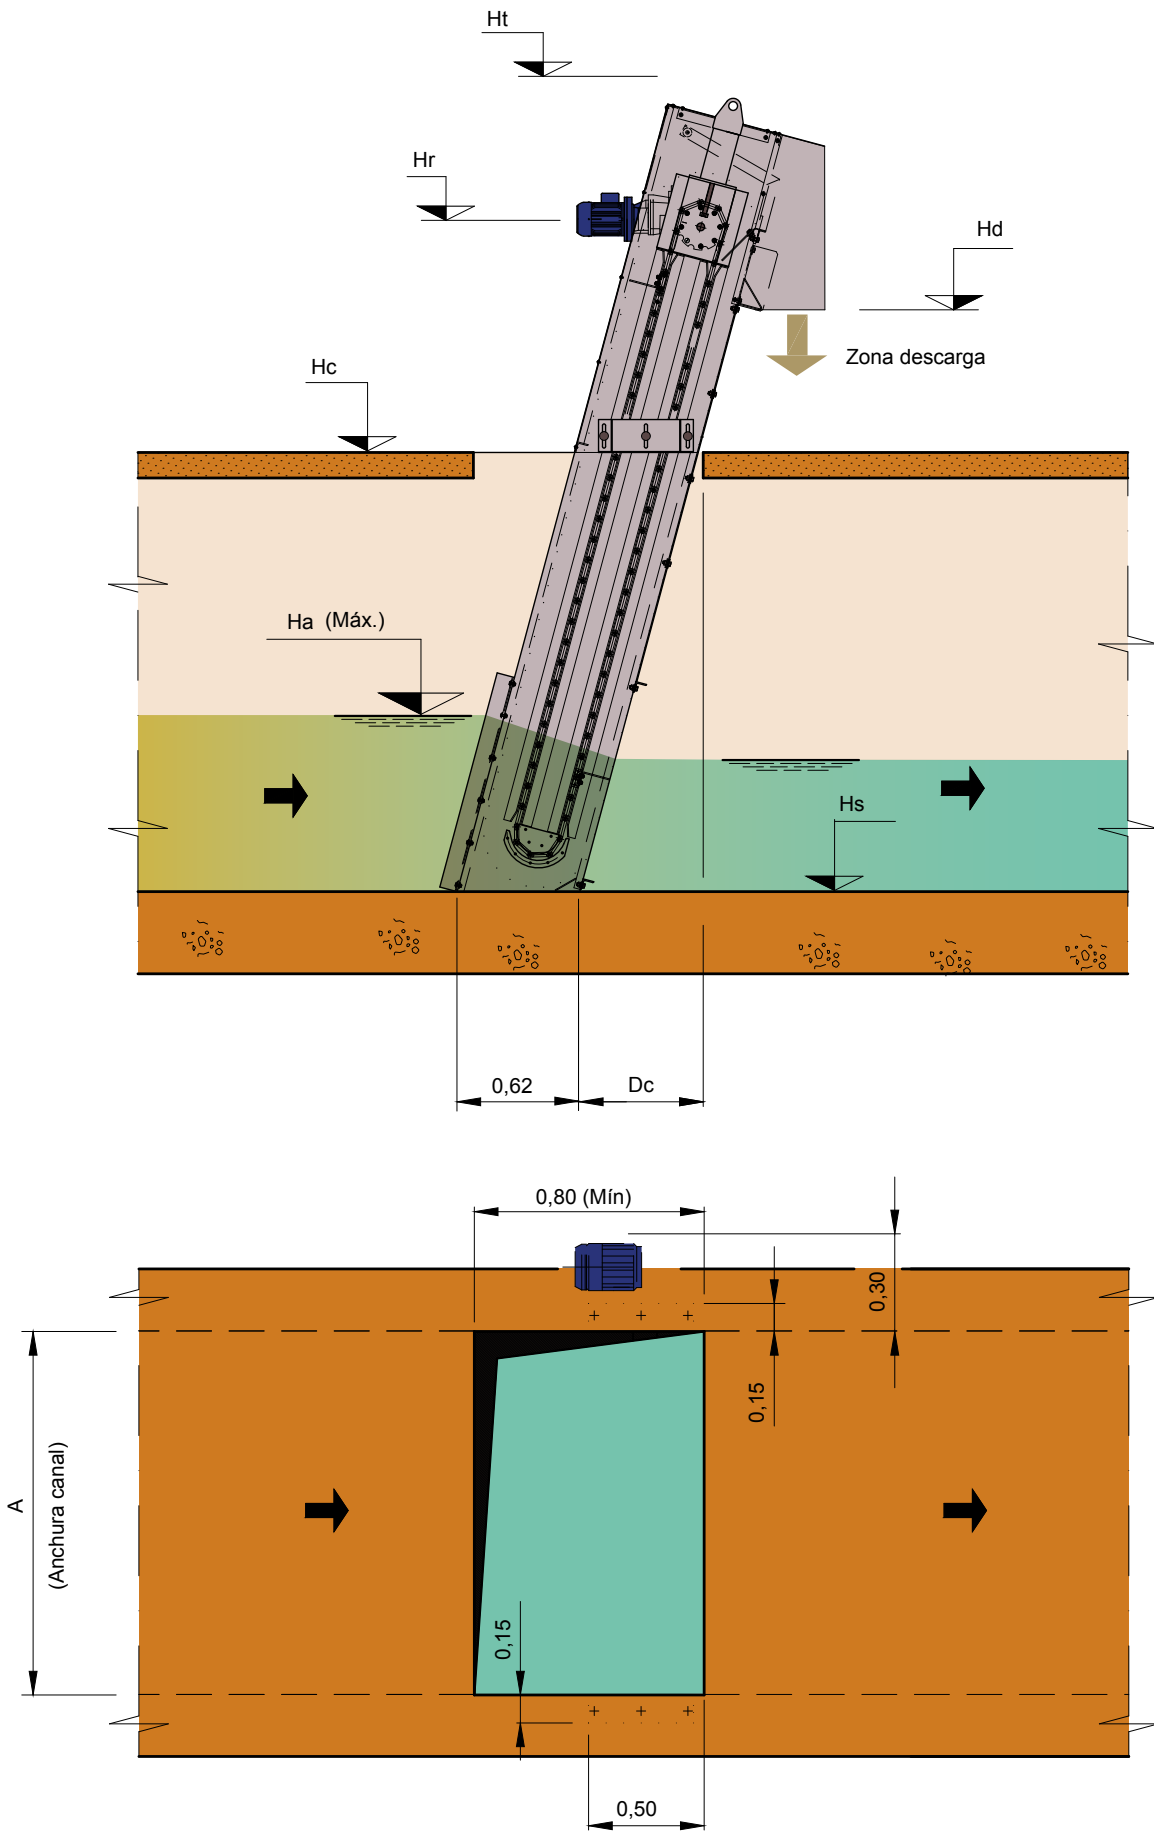 Ht
Hr
Hd
Zona descarga
Hc
Ha (Máx.)
Hs
0,62
Dc
0,80 (Mín)
0,30
0,15
A
(Anchura canal)
0,15
0,50